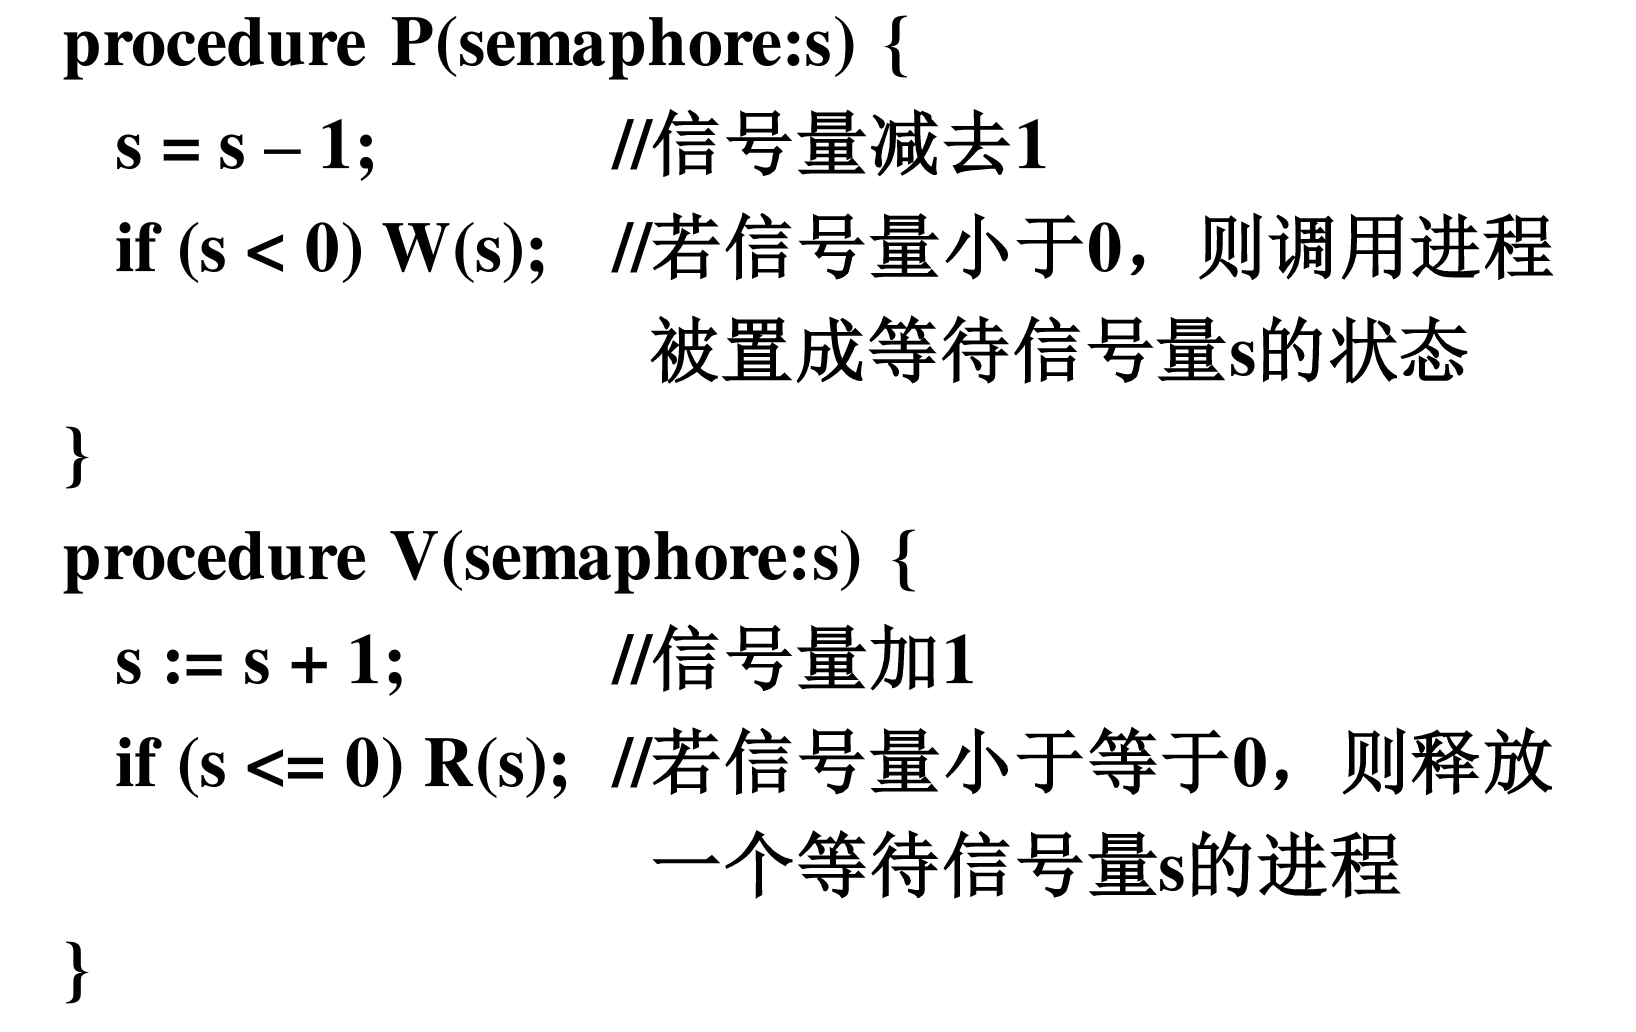 procedure P(semaphore:s) {
s = s – 1; //信号量减去1
if (s < 0) W(s); //若信号量小于0，则调用进程
被置成等待信号量s的状态
}
procedure V(semaphore:s) {
s := s + 1; //信号量加1
if (s <= 0) R(s); //若信号量小于等于0，则释放
一个等待信号量s的进程
}